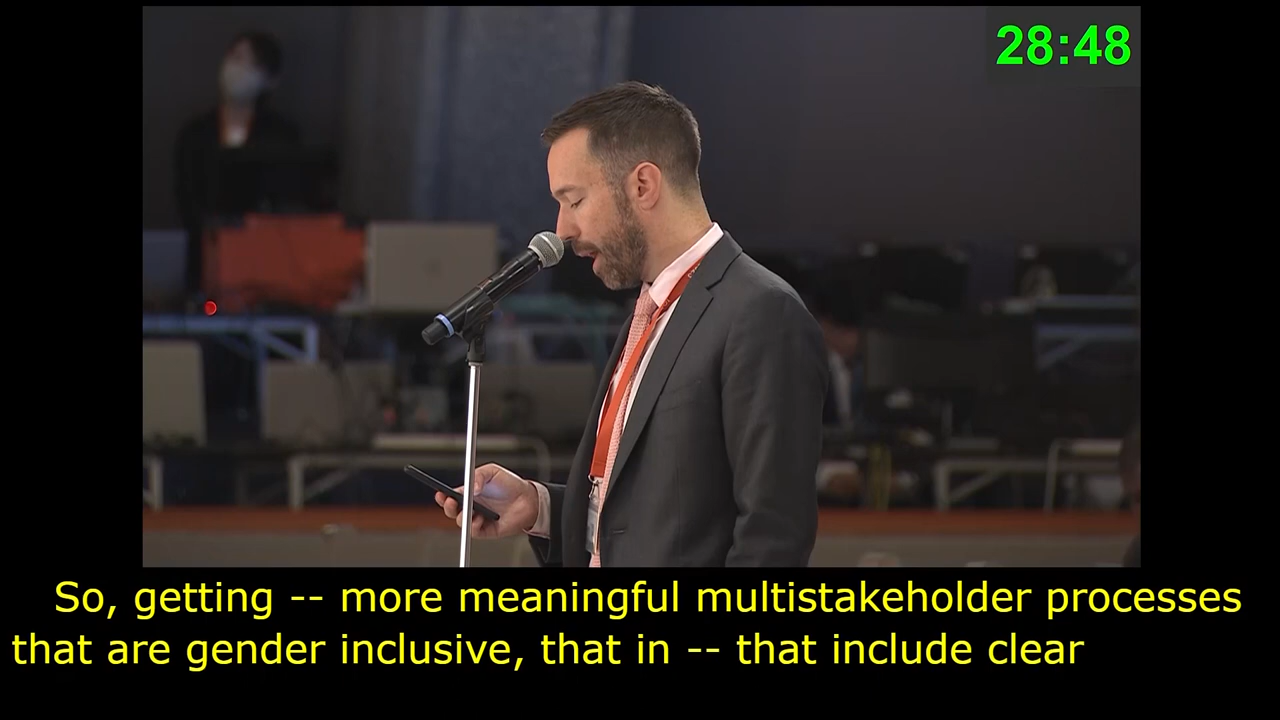 28:48
So, getting -- more meaningful multistakeholder processes
that are gender inclusive, that in -- that include clear